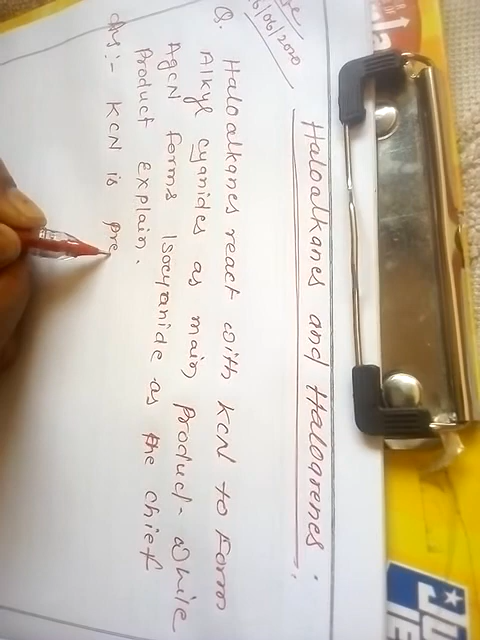 16/06/2020
Haloalkanes and Haloarenes:
Q. Haloalkanes react with KCN to Form
Alkyl cyanides as main product- While
AgCN forms Isocyanide as the chief
Product Explain.
Ans:- KCN is pre